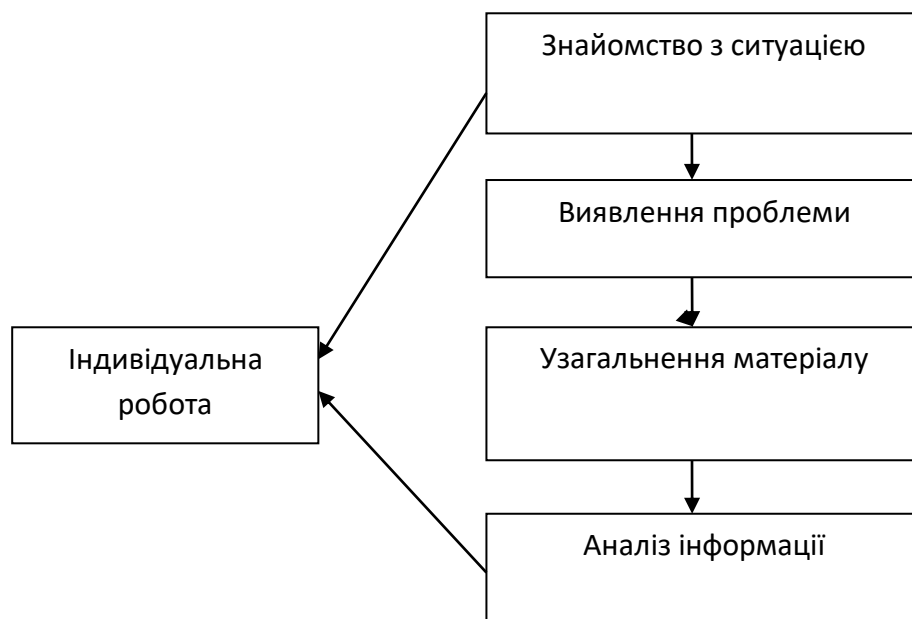 Знайомство з ситуацією
Виявлення проблеми
Узагальнення матеріалу
Індивідуальна
робота
Аналіз інформації